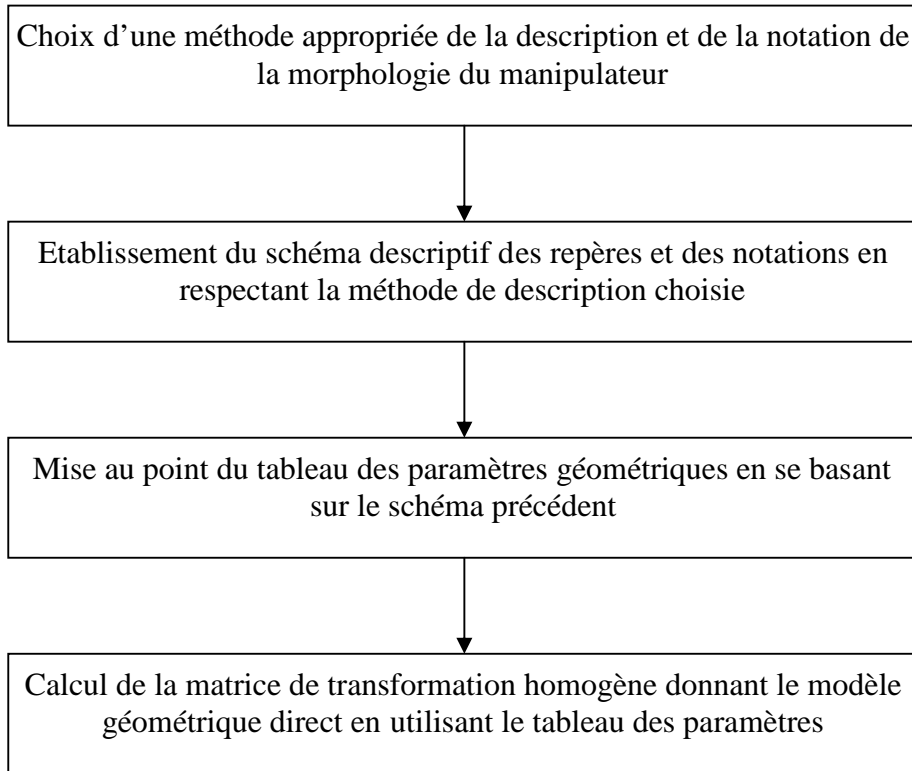 Choix d’une méthode appropriée de la description et de la notation de
la morphologie du manipulateur
Etablissement du schéma descriptif des repères et des notations en
respectant la méthode de description choisie
Mise au point du tableau des paramètres géométriques en se basant
sur le schéma précédent
Calcul de la matrice de transformation homogène donnant le modèle
géométrique direct en utilisant le tableau des paramètres